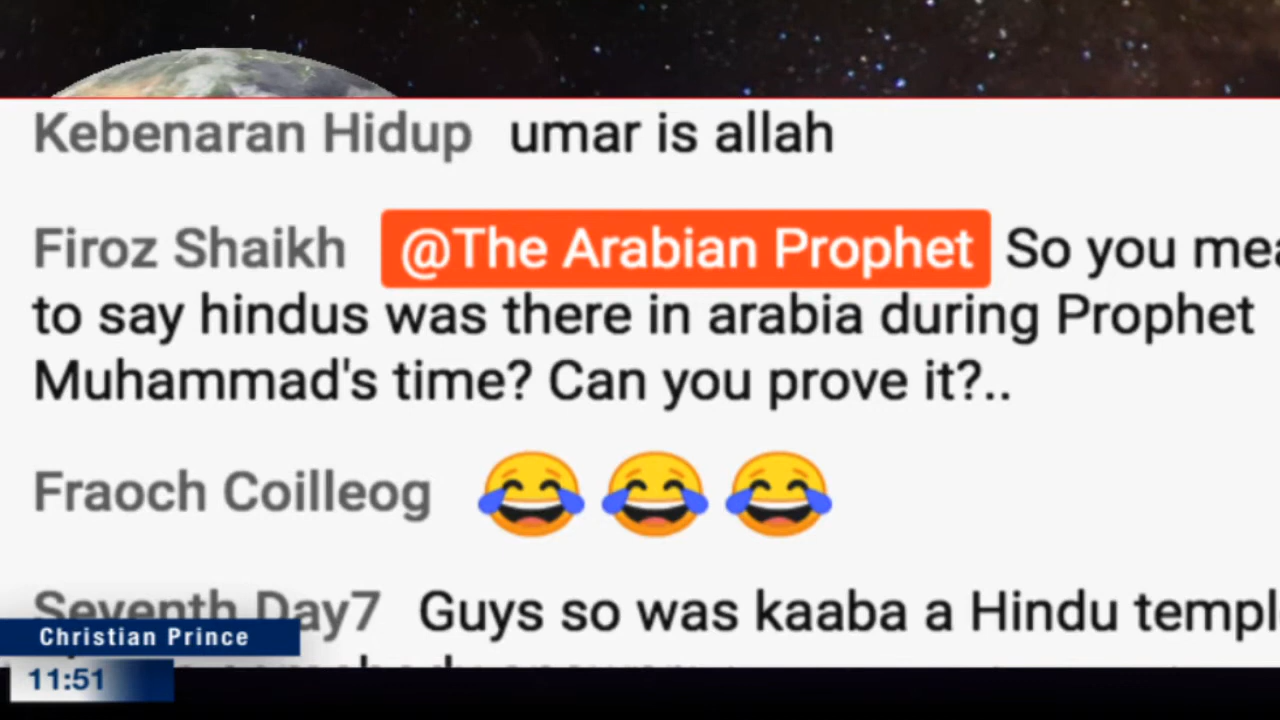 Kebenaran Hidup umar is allah
Firoz Shaikh @The Arabian Prophet So you mea
to say hindus was there in arabia during Prophet
Muhammad's time? Can you prove it?..
Fraoch Coilleog 😂😂😂
Seventh Day7 Guys so was kaaba a Hindu templ
Christian Prince
11:51